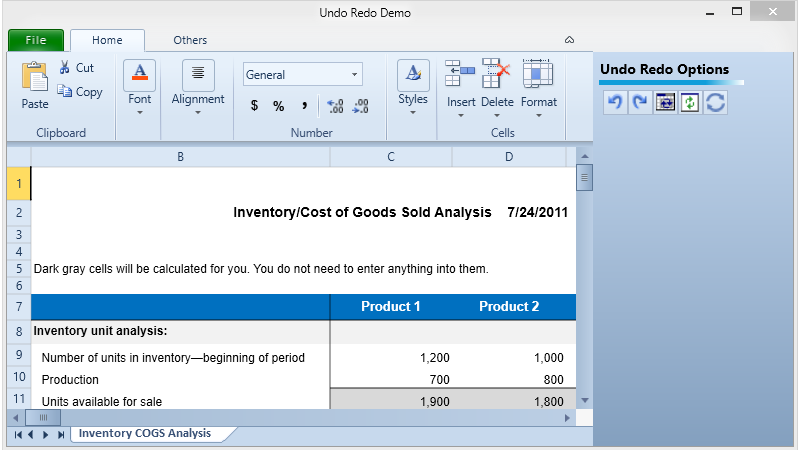 Undo Redo Demo
File Home Others
Cut
Copy
Paste
Font
Alignment
General
$ % , ←.0 .00 .00 →.0
Styles
Insert Delete Format
Clipboard Number Cells
Undo Redo Options
B C D
1
2 Inventory/Cost of Goods Sold Analysis 7/24/2011
3
4
5 Dark gray cells will be calculated for you. You do not need to enter anything into them.
6
7 Product 1 Product 2
8 Inventory unit analysis:
9 Number of units in inventory—beginning of period 1,200 1,000
10 Production 700 800
11 Units available for sale 1,900 1,800
Inventory COGS Analysis